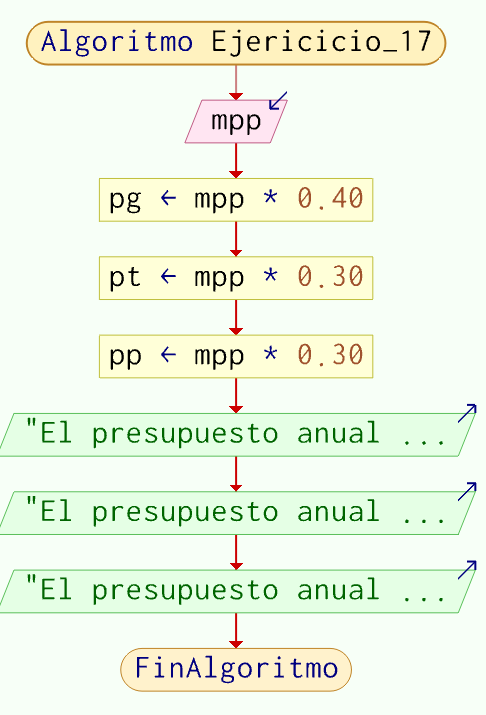 Algoritmo Ejericicio_17
mpp
pg ← mpp * 0.40
pt ← mpp * 0.30
pp ← mpp * 0.30
"El presupuesto anual ...
"El presupuesto anual ...
"El presupuesto anual ...
FinAlgoritmo